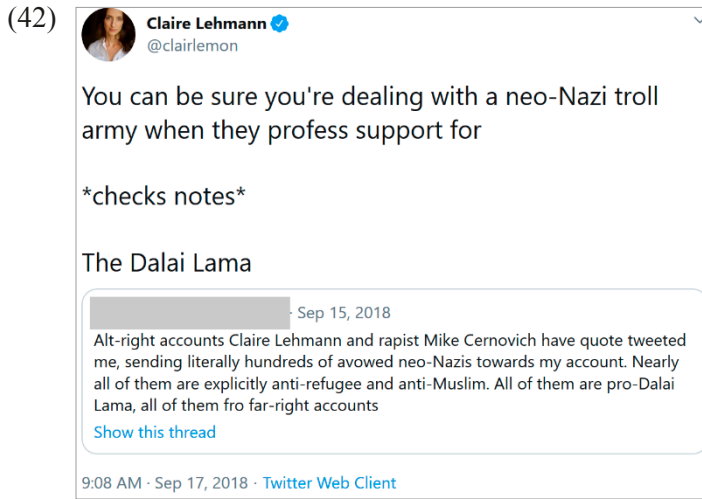 (42)
Claire Lehmann
@clairlemon
You can be sure you're dealing with a neo-Nazi troll
army when they profess support for
*checks notes*
The Dalai Lama
· Sep 15, 2018
Alt-right accounts Claire Lehmann and rapist Mike Cernovich have quote tweeted
me, sending literally hundreds of avowed neo-Nazis towards my account. Nearly
all of them are explicitly anti-refugee and anti-Muslim. All of them are pro-Dalai
Lama, all of them fro far-right accounts
Show this thread
9:08 AM · Sep 17, 2018 · Twitter Web Client